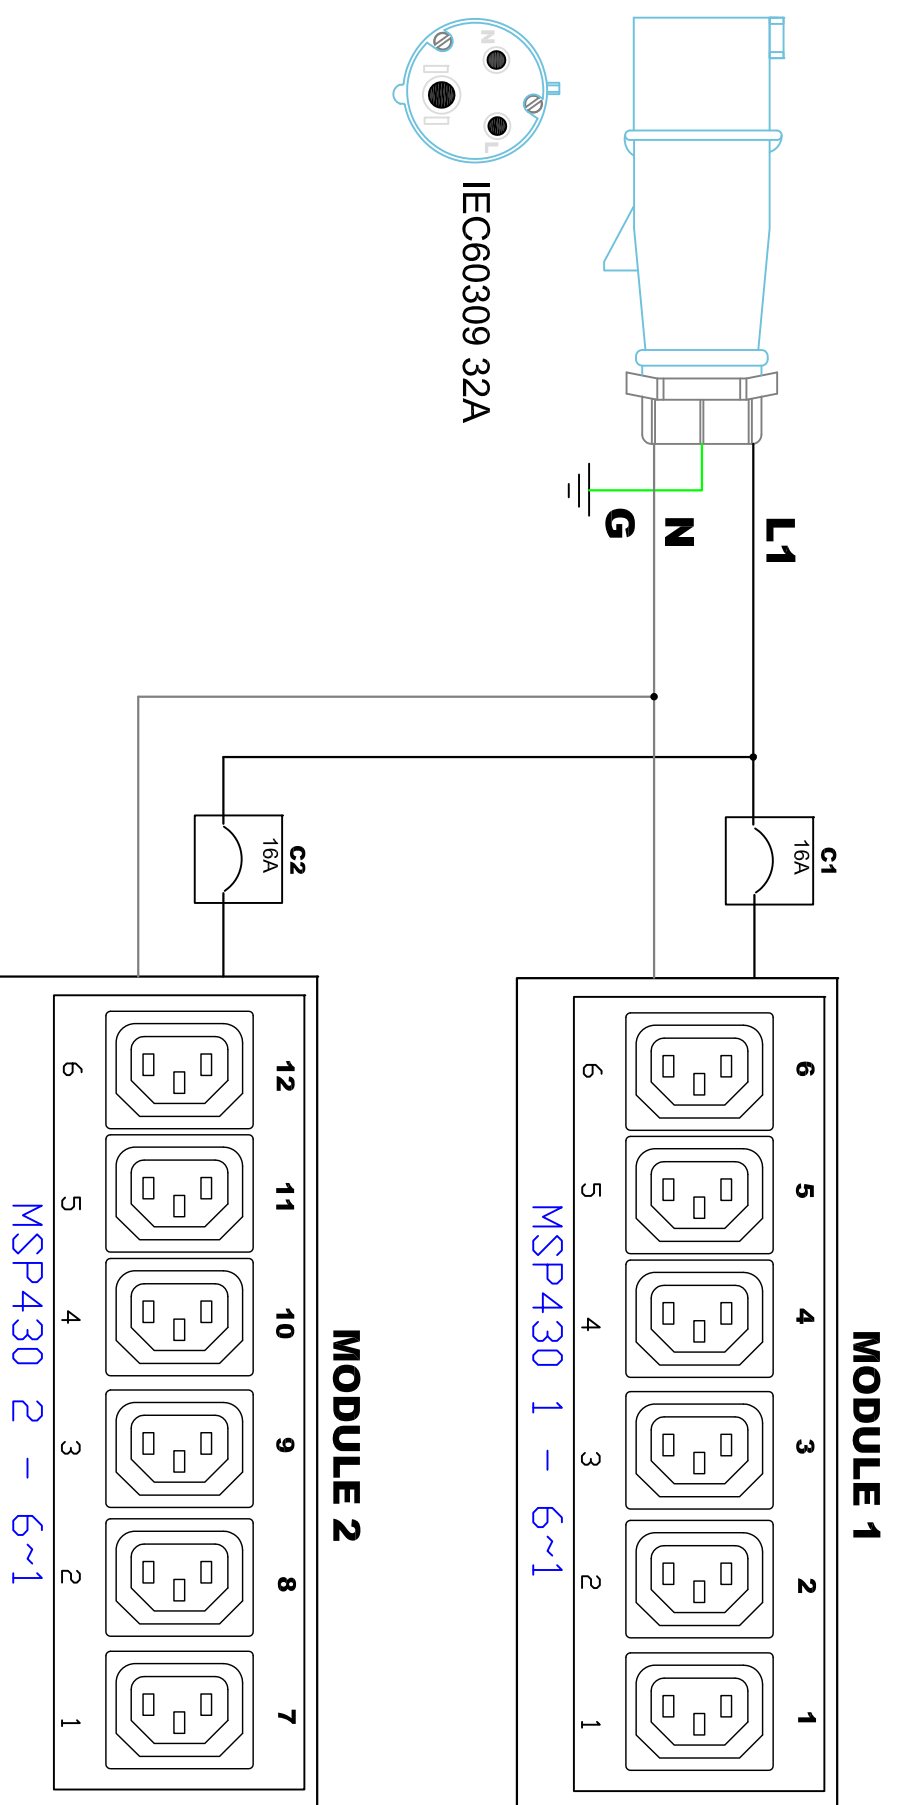 N
L
IEC60309 32A
L1
N
G
C1
16A
C2
16A
MODULE 1
6 5 4 3 2 1
6 5 4 3 2 1
MSP430 1 - 6~1
MODULE 2
12 11 10 9 8 7
6 5 4 3 2 1
MSP430 2 - 6~1